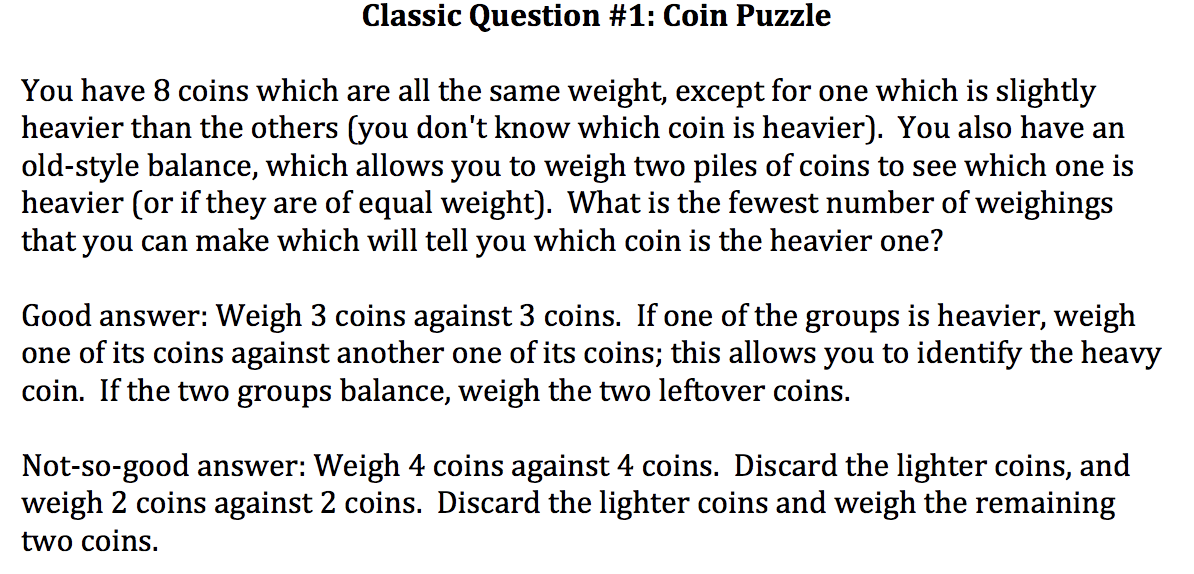 Classic Question #1: Coin Puzzle
You have 8 coins which are all the same weight, except for one which is slightly
heavier than the others (you don't know which coin is heavier).  You also have an
old-style balance, which allows you to weigh two piles of coins to see which one is
heavier (or if they are of equal weight).  What is the fewest number of weighings
that you can make which will tell you which coin is the heavier one?
Good answer: Weigh 3 coins against 3 coins.  If one of the groups is heavier, weigh
one of its coins against another one of its coins; this allows you to identify the heavy
coin.  If the two groups balance, weigh the two leftover coins.
Not-so-good answer: Weigh 4 coins against 4 coins.  Discard the lighter coins, and
weigh 2 coins against 2 coins.  Discard the lighter coins and weigh the remaining
two coins.